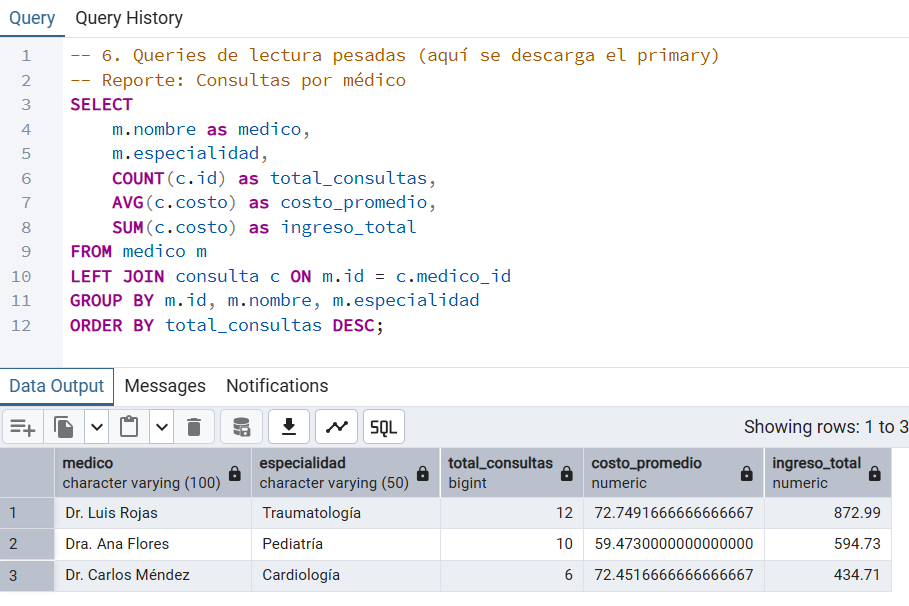 Query Query History
1 -- 6. Queries de lectura pesadas (aquí se descarga el primary)
2 -- Reporte: Consultas por médico
3 SELECT
4 m.nombre as medico,
5 m.especialidad,
6 COUNT(c.id) as total_consultas,
7 AVG(c.costo) as costo_promedio,
8 SUM(c.costo) as ingreso_total
9 FROM medico m
10 LEFT JOIN consulta c ON m.id = c.medico_id
11 GROUP BY m.id, m.nombre, m.especialidad
12 ORDER BY total_consultas DESC;
Data Output Messages Notifications
SQL Showing rows: 1 to 3
medico especialidad total_consultas costo_promedio ingreso_total
character varying (100) character varying (50) bigint numeric numeric
1 Dr. Luis Rojas Traumatología 12 72.7491666666666667 872.99
2 Dra. Ana Flores Pediatría 10 59.4730000000000000 594.73
3 Dr. Carlos Méndez Cardiología 6 72.4516666666666667 434.71